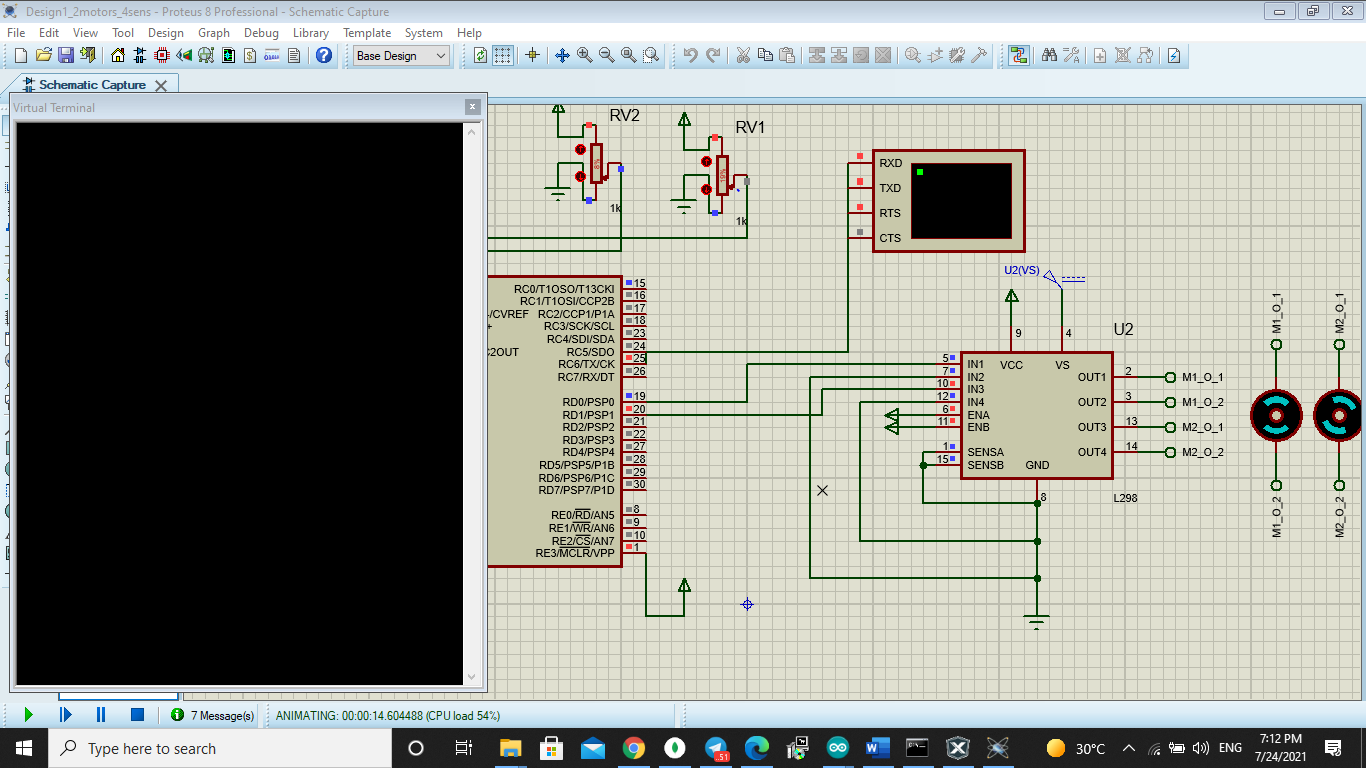 Design1_2motors_4sens - Proteus 8 Professional - Schematic Capture
File Edit View Tool Design Graph Debug Library Template System Help
Base Design
Schematic Capture
Virtual Terminal
RV2
RV1
8%
19%
1k
1k
RXD
TXD
RTS
CTS
RC0/T1OSO/T13CKI 15
RC1/T1OSI/CCP2B 16
/CVREF RC2/CCP1/P1A 17
+ RC3/SCK/SCL 18
RC4/SDI/SDA 23
C2OUT RC5/SDO 24
RC6/TX/CK 25
RC7/RX/DT 26
RD0/PSP0 19
RD1/PSP1 20
RD2/PSP2 21
RD3/PSP3 22
RD4/PSP4 27
RD5/PSP5/P1B 28
RD6/PSP6/P1C 29
RD7/PSP7/P1D 30
RE0/RD/AN5 8
RE1/WR/AN6 9
RE2/CS/AN7 10
RE3/MCLR/VPP 1
U2(VS)
U2
9 4
VCC VS
5 IN1
7 IN2
10 IN3
12 IN4
6 ENA
11 ENB
1 SENSA
15 SENSB
GND
8
L298
OUT1 2 M1_O_1
OUT2 3 M1_O_2
OUT3 13 M2_O_1
OUT4 14 M2_O_2
M1_O_1
M2_O_1
M1_O_2
M2_O_2
7 Message(s)
ANIMATING: 00:00:14.604488 (CPU load 54%)
Type here to search
51
30°C
ENG
7:12 PM
7/24/2021